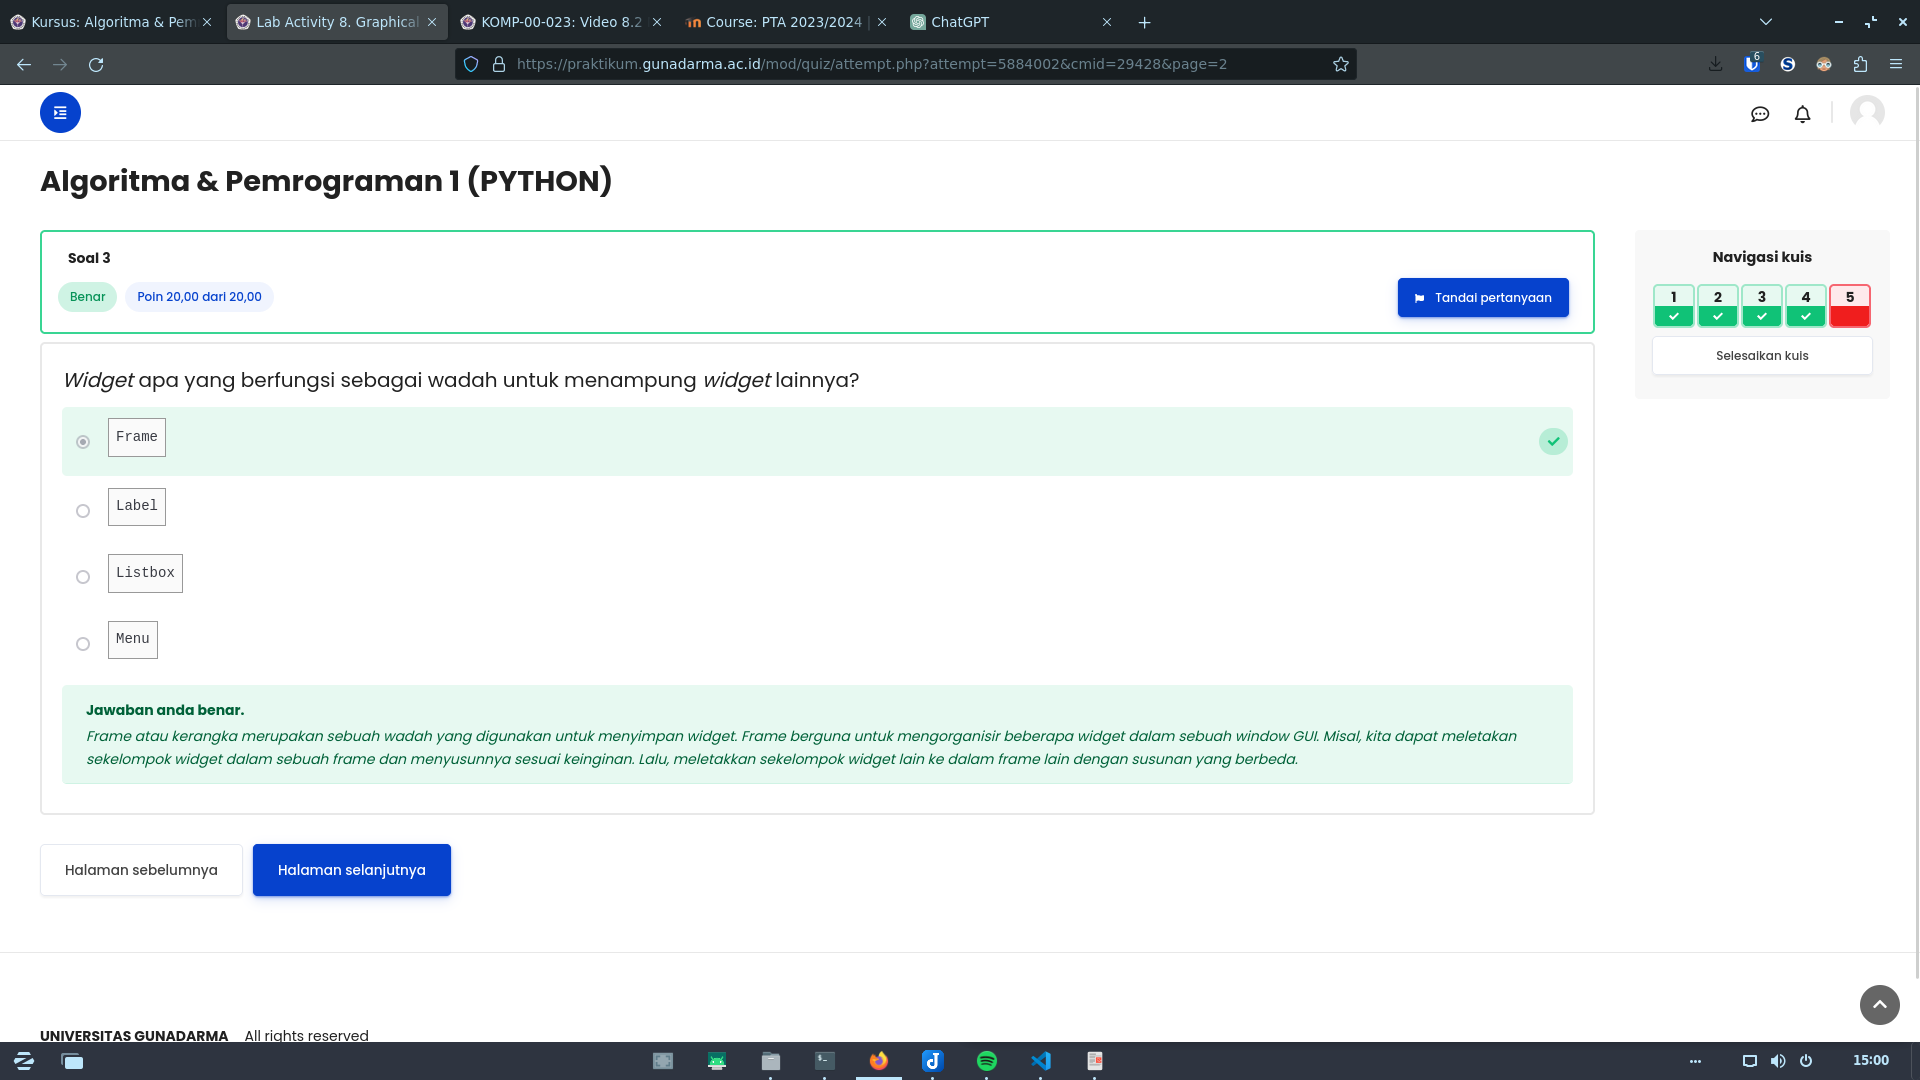 Kursus: Algoritma & Pem
Lab Activity 8. Graphical
KOMP-00-023: Video 8.2
Course: PTA 2023/2024 |
ChatGPT
https://praktikum.gunadarma.ac.id/mod/quiz/attempt.php?attempt=5884002&cmid=29428&page=2
6
Algoritma & Pemrograman 1 (PYTHON)
Soal 3
Benar
Poin 20,00 dari 20,00
Tandai pertanyaan
Navigasi kuis
1 2 3 4 5
Selesaikan kuis
Widget apa yang berfungsi sebagai wadah untuk menampung widget lainnya?
Frame
Label
Listbox
Menu
Jawaban anda benar.
Frame atau kerangka merupakan sebuah wadah yang digunakan untuk menyimpan widget. Frame berguna untuk mengorganisir beberapa widget dalam sebuah window GUI. Misal, kita dapat meletakan
sekelompok widget dalam sebuah frame dan menyusunnya sesuai keinginan. Lalu, meletakkan sekelompok widget lain ke dalam frame lain dengan susunan yang berbeda.
Halaman sebelumnya
Halaman selanjutnya
UNIVERSITAS GUNADARMA All rights reserved
15:00